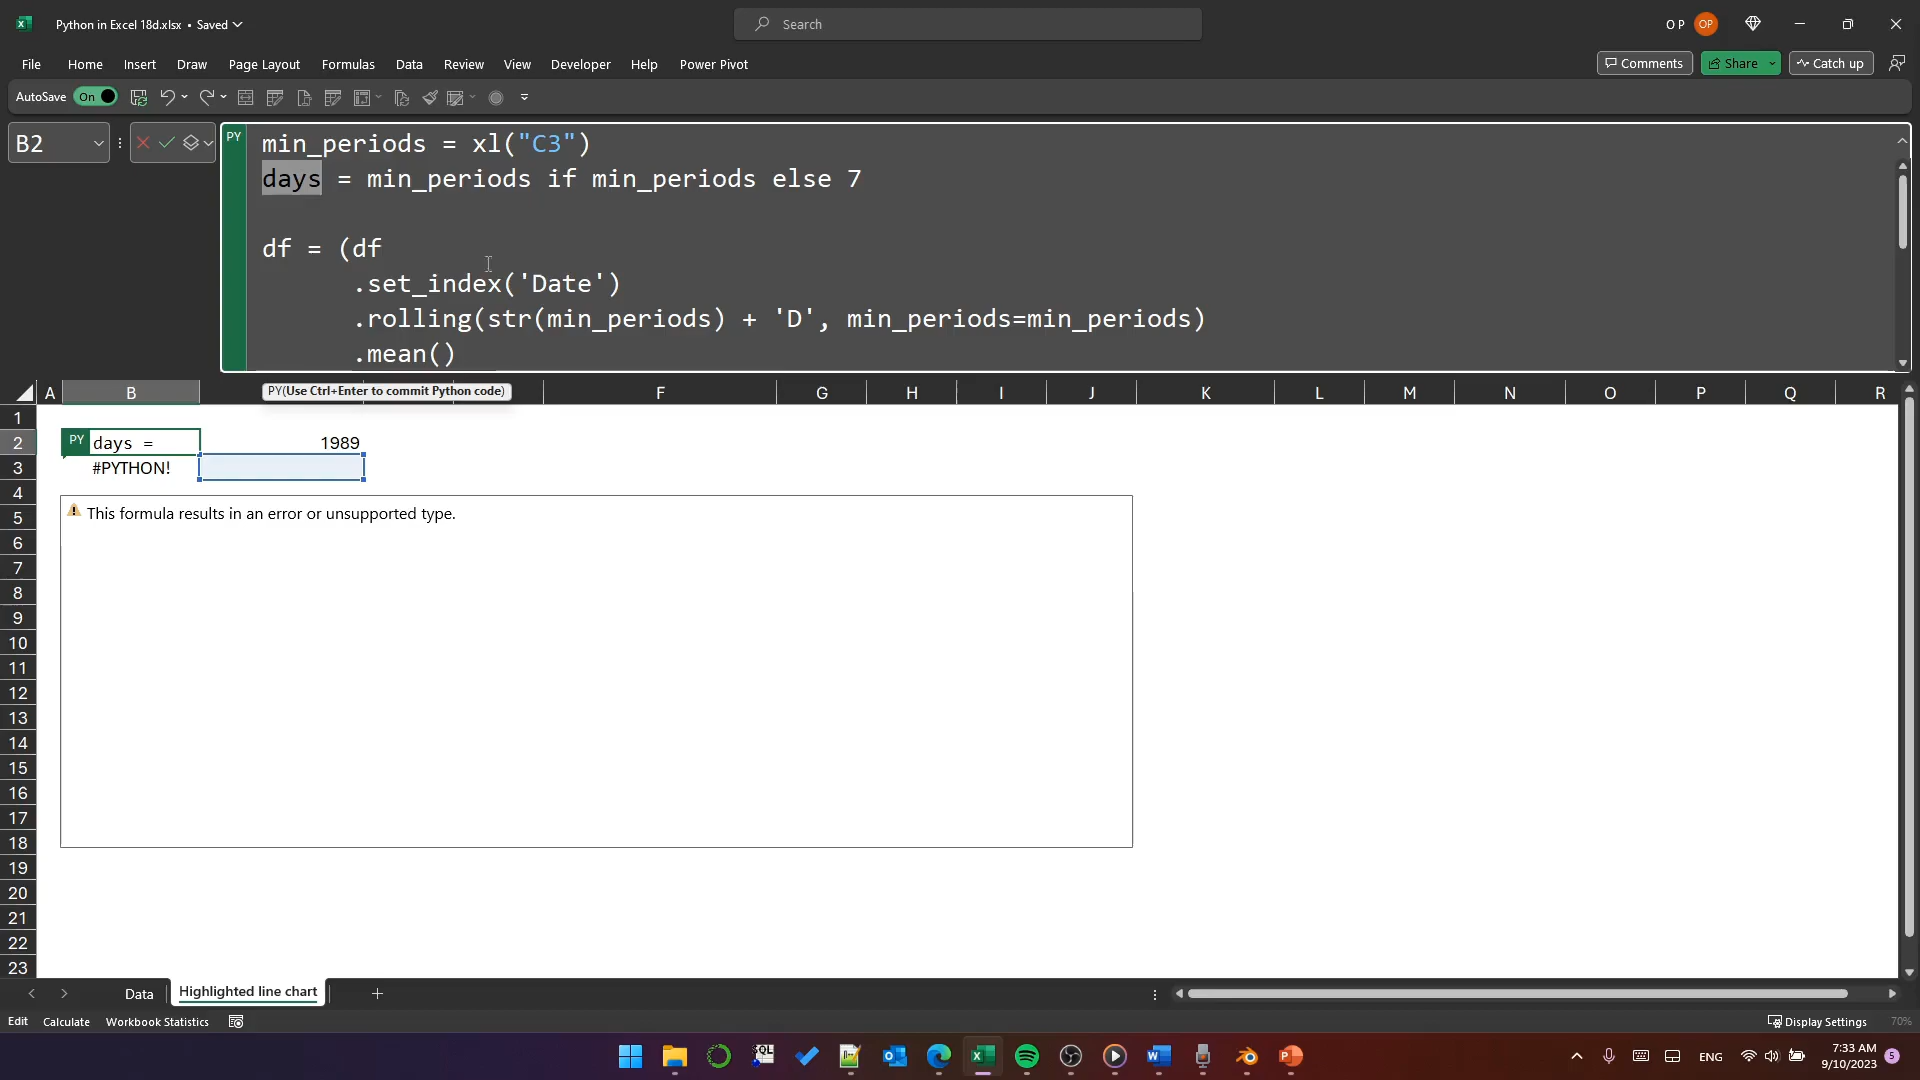 Python in Excel 18d.xlsx • Saved
Search
O P
OP
File
Home
Insert
Draw
Page Layout
Formulas
Data
Review
View
Developer
Help
Power Pivot
Comments
Share
Catch up
AutoSave
On
B2
PY
min_periods = xl("C3")
days = min_periods if min_periods else 7
df = (df
.set_index('Date')
.rolling(str(min_periods) + 'D', min_periods=min_periods)
.mean()
PY(Use Ctrl+Enter to commit Python code)
A
B
F
G
H
I
J
K
L
M
N
O
P
Q
R
1
2
PY
days =
1989
3
#PYTHON!
4
5
This formula results in an error or unsupported type.
6
7
8
9
10
11
12
13
14
15
16
17
18
19
20
21
22
23
Data
Highlighted line chart
Edit
Calculate
Workbook Statistics
Display Settings
70%
ENG
7:33 AM
9/10/2023
5